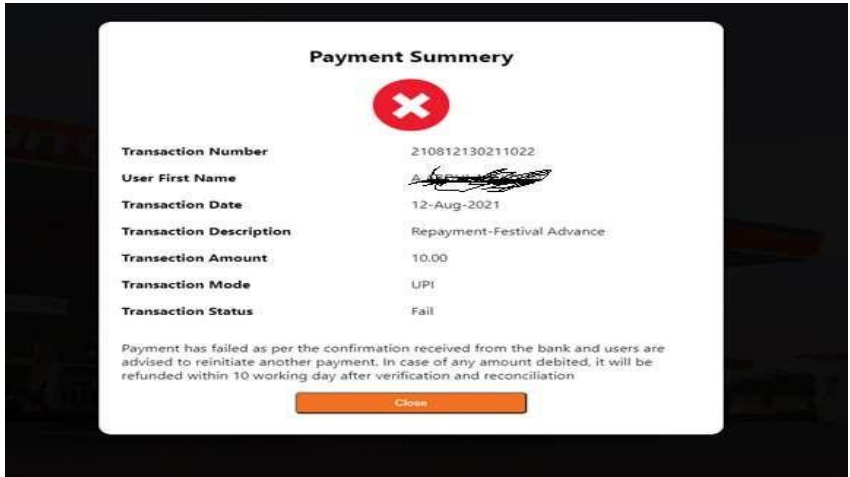 Payment Summery
Transaction Number 210812130211022
User First Name
Transaction Date 12-Aug-2021
Transaction Description Repayment-Festival Advance
Transection Amount 10.00
Transaction Mode UPI
Transaction Status Fail
Payment has failed as per the confirmation received from the bank and users are
advised to reinitiate another payment. In case of any amount debited, it will be
refunded within 10 working day after verification and reconciliation
Close